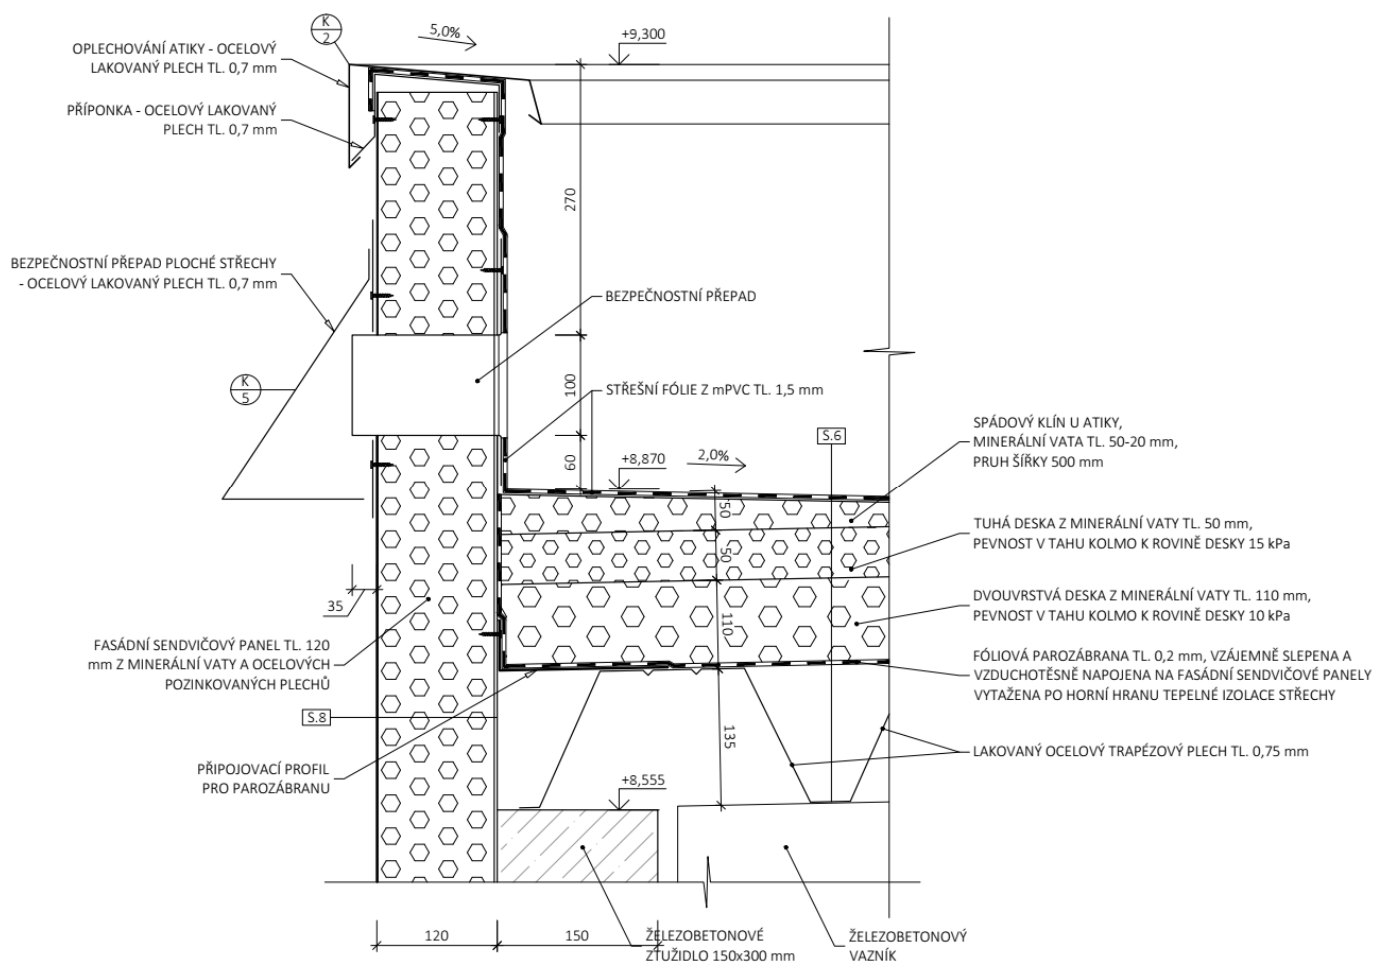 K
2
5,0%
+9,300
OPLECHOVÁNÍ ATIKY - OCELOVÝ
LAKOVANÝ PLECH TL. 0,7 mm
PŘÍPONKA - OCELOVÝ LAKOVANÝ
PLECH TL. 0,7 mm
270
BEZPEČNOSTNÍ PŘEPAD PLOCHÉ STŘECHY
- OCELOVÝ LAKOVANÝ PLECH TL. 0,7 mm
BEZPEČNOSTNÍ PŘEPAD
K
5
100
STŘEŠNÍ FÓLIE Z mPVC TL. 1,5 mm
SPÁDOVÝ KLÍN U ATIKY,
MINERÁLNÍ VATA TL. 50-20 mm,
PRUH ŠÍŘKY 500 mm
S.6
60
+8,870
2,0%
50
TUHÁ DESKA Z MINERÁLNÍ VATY TL. 50 mm,
PEVNOST V TAHU KOLMO K ROVINĚ DESKY 15 kPa
50
DVOUVRSTVÁ DESKA Z MINERÁLNÍ VATY TL. 110 mm,
PEVNOST V TAHU KOLMO K ROVINĚ DESKY 10 kPa
35
110
FASÁDNÍ SENDVIČOVÝ PANEL TL. 120
mm Z MINERÁLNÍ VATY A OCELOVÝCH
POZINKOVANÝCH PLECHŮ
FÓLIOVÁ PAROZÁBRANA TL. 0,2 mm, VZÁJEMNĚ SLEPENA A
VZDUCHOTĚSNĚ NAPOJENA NA FASÁDNÍ SENDVIČOVÉ PANELY
VYTAŽENA PO HORNÍ HRANU TEPELNÉ IZOLACE STŘECHY
S.8
135
LAKOVANÝ OCELOVÝ TRAPÉZOVÝ PLECH TL. 0,75 mm
PŘIPOJOVACÍ PROFIL
PRO PAROZÁBRANU
+8,555
120
150
ŽELEZOBETONOVÉ
ZTUŽIDLO 150x300 mm
ŽELEZOBETONOVÝ
VAZNÍK